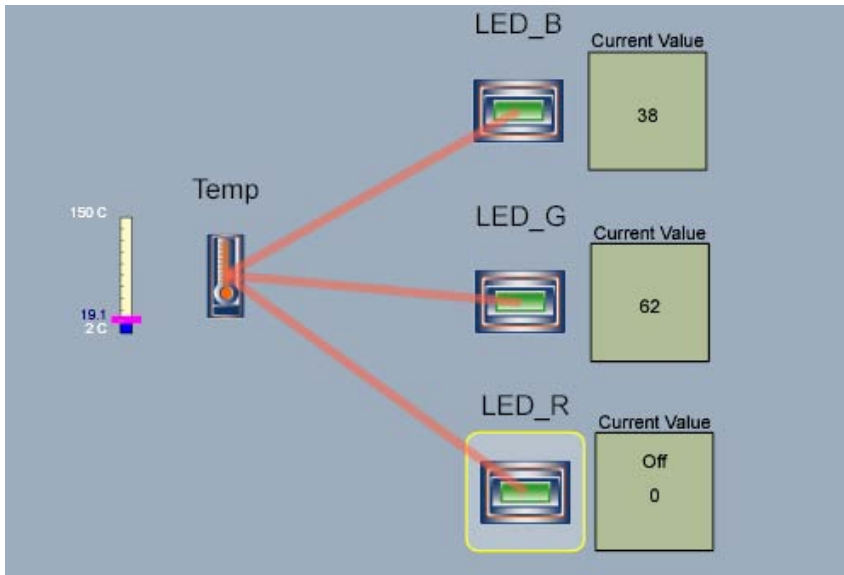 LED_B
Current Value
38
Temp
150 C
19.1
2 C
LED_G
Current Value
62
LED_R
Current Value
Off
0